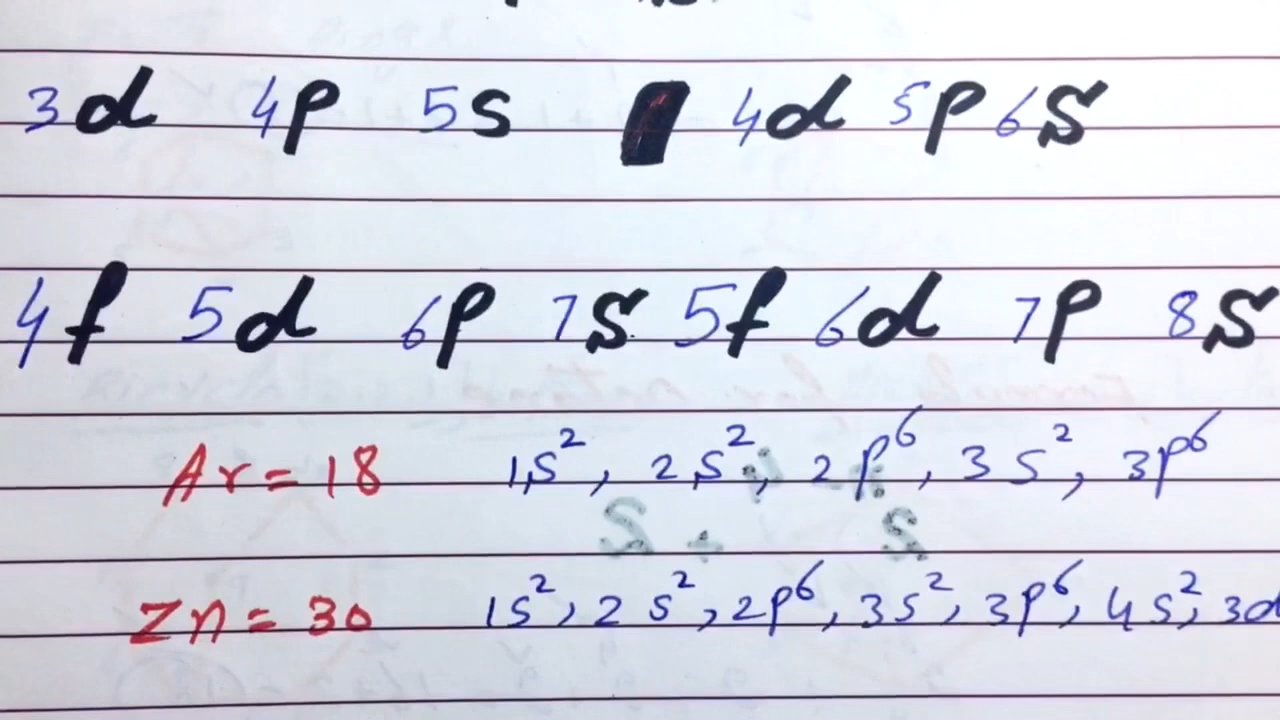 3d 4p 5s 4d 5p 6s
4f 5d 6p 7s 5f 6d 7p 8s
Ar = 18 1s², 2s², 2p⁶, 3s², 3p⁶
Zn = 30 1s², 2s², 2p⁶, 3s², 3p⁶, 4s², 3d